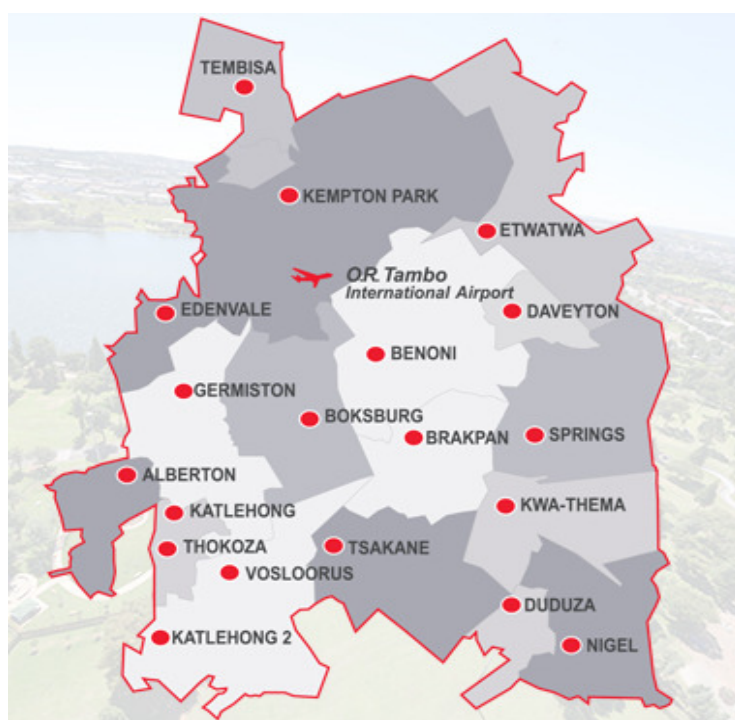 TEMBISA
KEMPTON PARK
ETWATWA
O.R. Tambo
International Airport
EDENVALE
DAVEYTON
BENONI
GERMISTON
BOKSBURG
BRAKPAN
SPRINGS
ALBERTON
KATLEHONG
KWA-THEMA
THOKOZA
TSAKANE
VOSLOORUS
DUDUZA
KATLEHONG 2
NIGEL